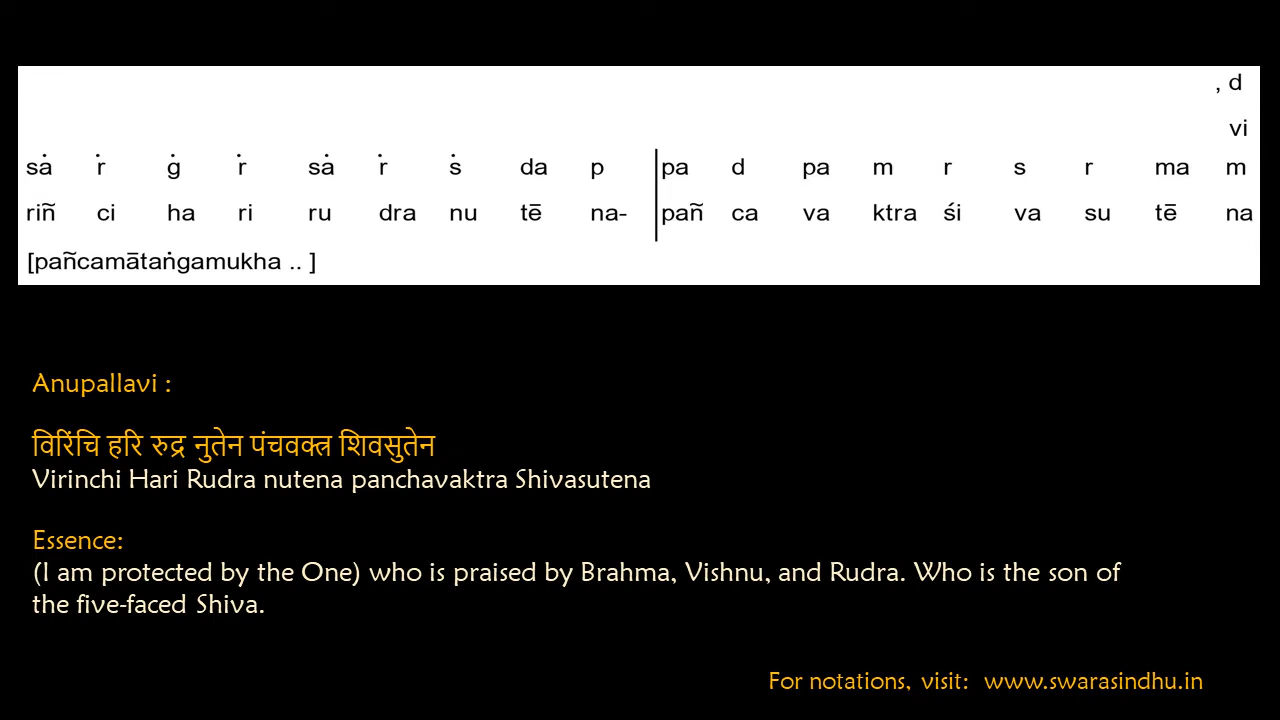 , d
vi
sȧ ṙ ġ ṙ sȧ ṙ ṡ da p pa d pa m r s r ma m
riñ ci ha ri ru dra nu tē na- pañ ca va ktra śi va su tē na
[pañcamātaṅgamukha .. ]
Anupallavi :
विरिंचि हरि रुद्र नुतेन पंचवक्त्र शिवसुतेन
Virinchi Hari Rudra nutena panchavaktra Shivasutena
Essence:
(I am protected by the One) who is praised by Brahma, Vishnu, and Rudra. Who is the son of
the five-faced Shiva.
For notations, visit: www.swarasindhu.in